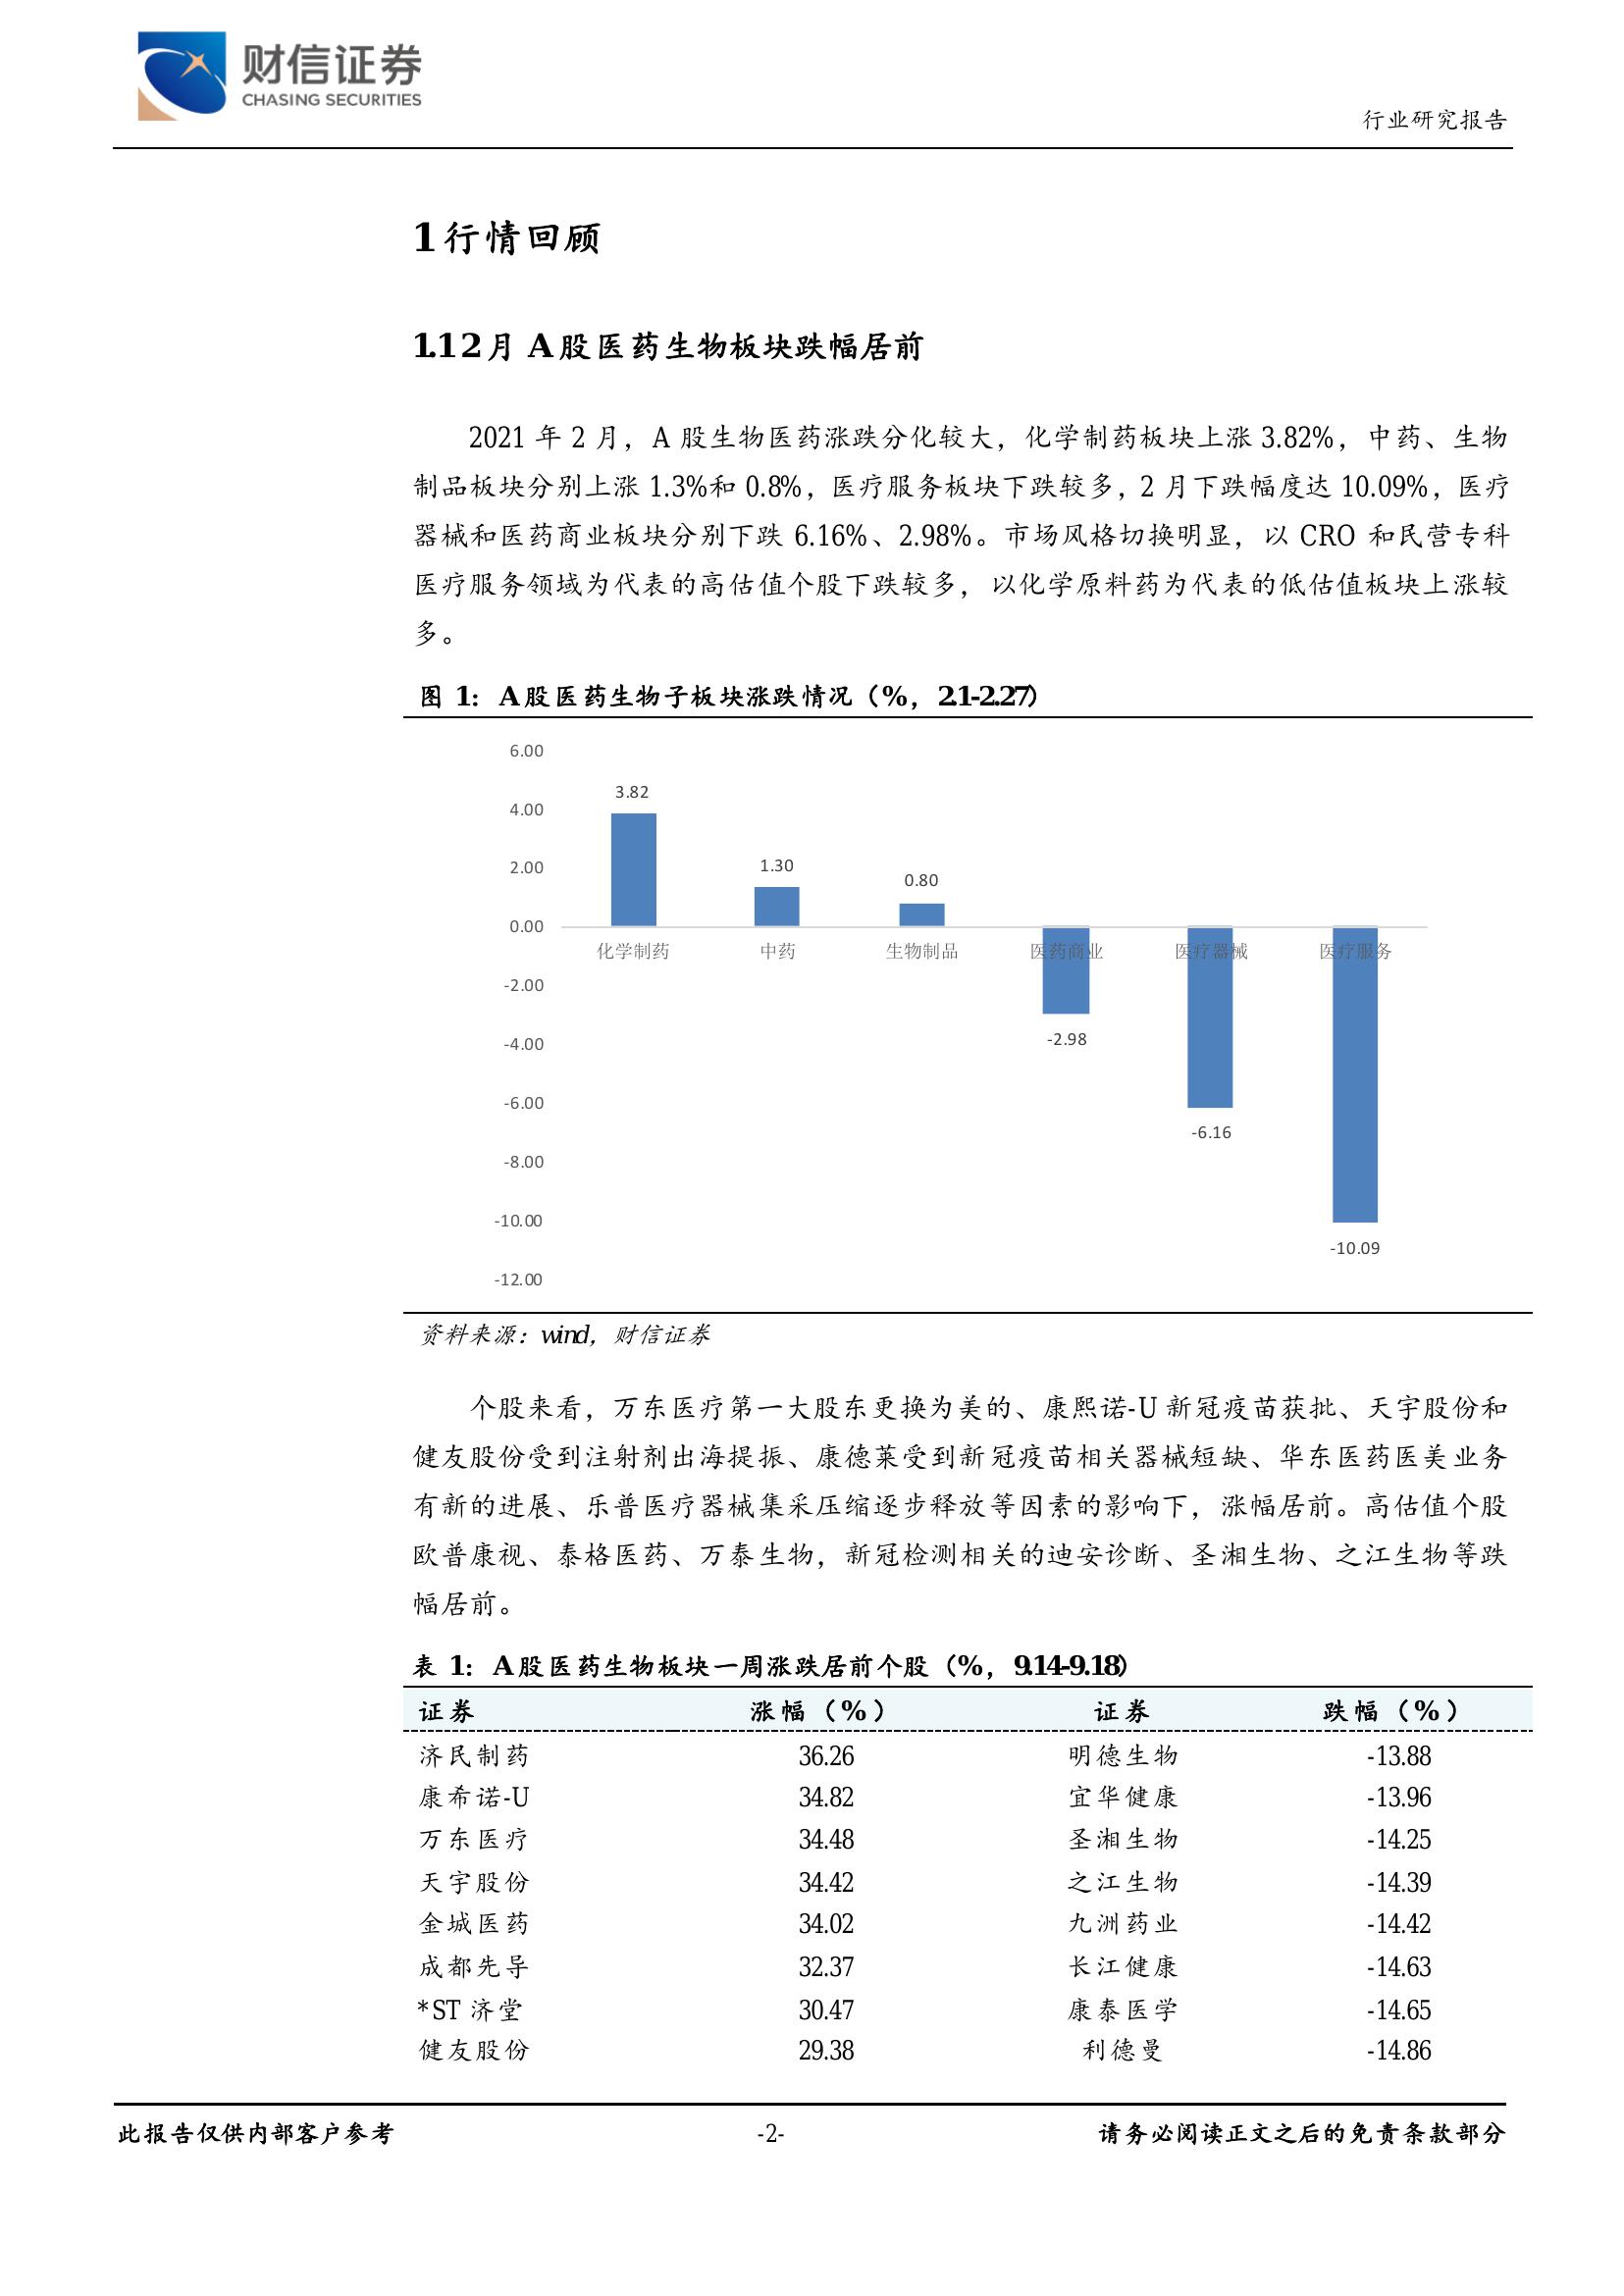 财信证券
CHASING SECURITIES
行业研究报告
1 行情回顾
1.1 2月 A 股医药生物板块跌幅居前
2021 年 2 月，A 股生物医药涨跌分化较大，化学制药板块上涨 3.82%，中药、生物
制品板块分别上涨 1.3%和 0.8%，医疗服务板块下跌较多，2 月下跌幅度达 10.09%，医疗
器械和医药商业板块分别下跌 6.16%、2.98%。市场风格切换明显，以 CRO 和民营专科
医疗服务领域为代表的高估值个股下跌较多，以化学原料药为代表的低估值板块上涨较
多。
图 1：A 股医药生物子板块涨跌情况（%，2.1-2.27）
6.00
4.00
2.00
0.00
-2.00
-4.00
-6.00
-8.00
-10.00
-12.00
3.82
1.30
0.80
-2.98
-6.16
-10.09
化学制药
中药
生物制品
医药商业
医疗器械
医疗服务
资料来源：wind，财信证券
个股来看，万东医疗第一大股东更换为美的、康熙诺-U 新冠疫苗获批、天宇股份和
健友股份受到注射剂出海提振、康德莱受到新冠疫苗相关器械短缺、华东医药医美业务
有新的进展、乐普医疗器械集采压缩逐步释放等因素的影响下，涨幅居前。高估值个股
欧普康视、泰格医药、万泰生物，新冠检测相关的迪安诊断、圣湘生物、之江生物等跌
幅居前。
表 1：A 股医药生物板块一周涨跌居前个股（%，9.14-9.18）
证券 涨幅（%） 证券 跌幅（%）
济民制药 36.26 明德生物 -13.88
康希诺-U 34.82 宜华健康 -13.96
万东医疗 34.48 圣湘生物 -14.25
天宇股份 34.42 之江生物 -14.39
金城医药 34.02 九洲药业 -14.42
成都先导 32.37 长江健康 -14.63
*ST 济堂 30.47 康泰医学 -14.65
健友股份 29.38 利德曼 -14.86
此报告仅供内部客户参考 -2- 请务必阅读正文之后的免责条款部分